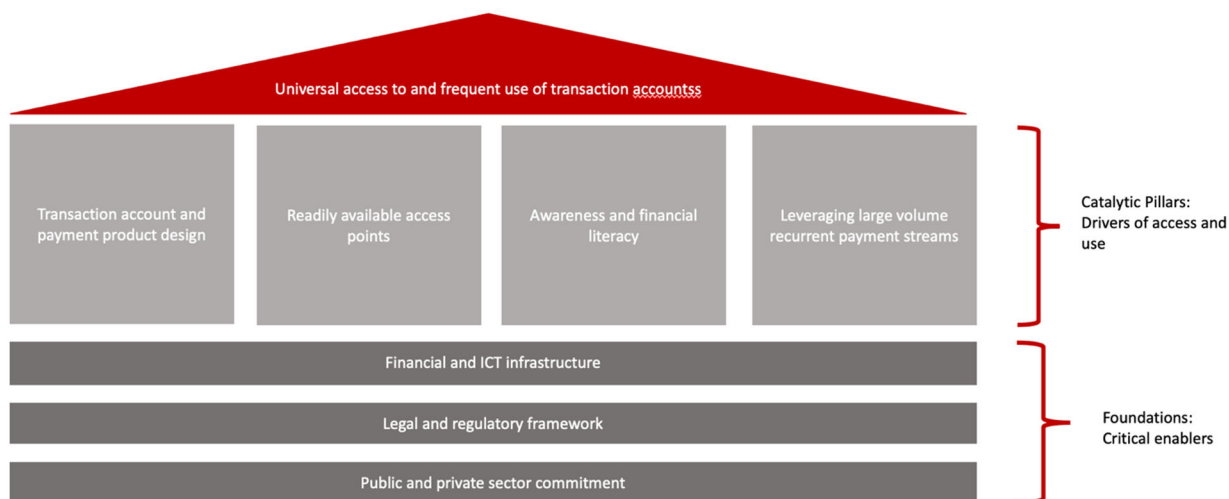 Universal access to and frequent use of transaction accountss
Transaction account and
payment product design
Readily available access
points
Awareness and financial
literacy
Leveraging large volume
recurrent payment streams
Catalytic Pillars:
Drivers of access and
use
Financial and ICT infrastructure
Legal and regulatory framework
Public and private sector commitment
Foundations:
Critical enablers